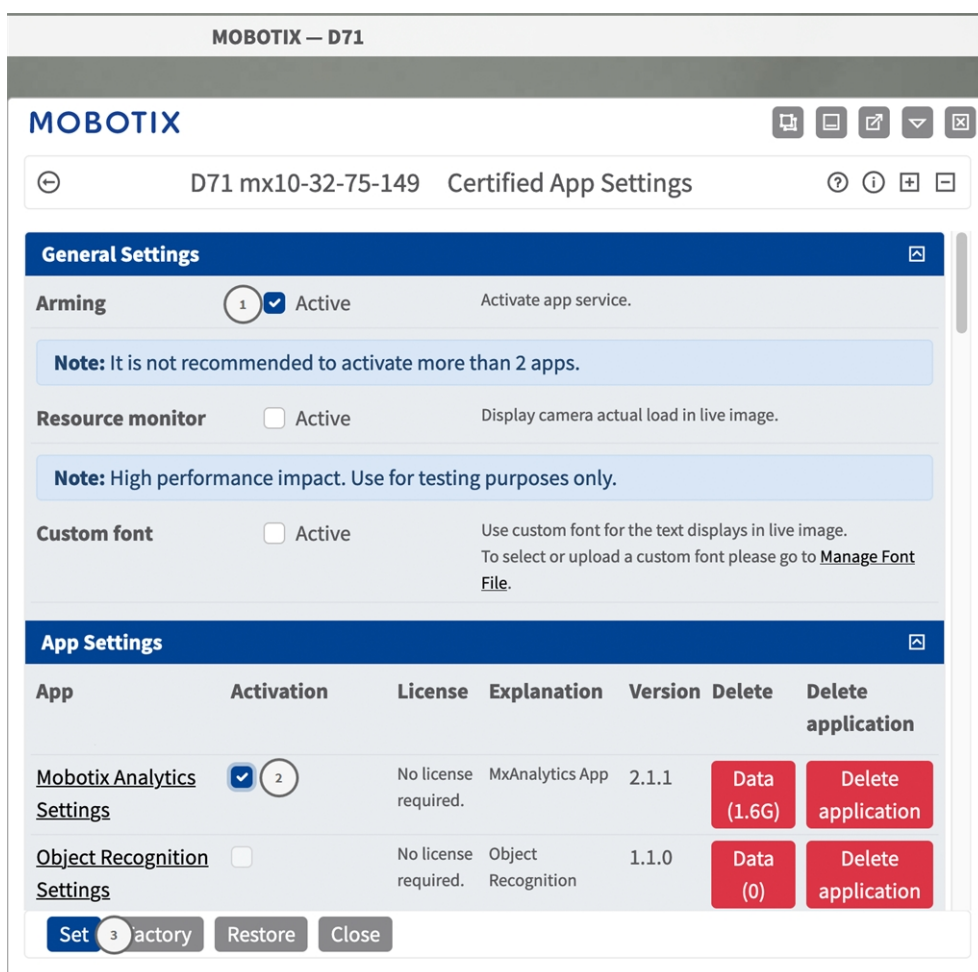 MOBOTIX — D71
MOBOTIX
D71 mx10-32-75-149 Certified App Settings
General Settings
Arming 1 Active Activate app service.
Note: It is not recommended to activate more than 2 apps.
Resource monitor Active Display camera actual load in live image.
Note: High performance impact. Use for testing purposes only.
Custom font Active Use custom font for the text displays in live image.
To select or upload a custom font please go to Manage Font
File.
App Settings
App Activation License Explanation Version Delete Delete
application
Mobotix Analytics 2 No license MxAnalytics App 2.1.1 Data Delete
Settings required. (1.6G) application
Object Recognition No license Object 1.1.0 Data Delete
Settings required. Recognition (0) application
Set 3 actory Restore Close